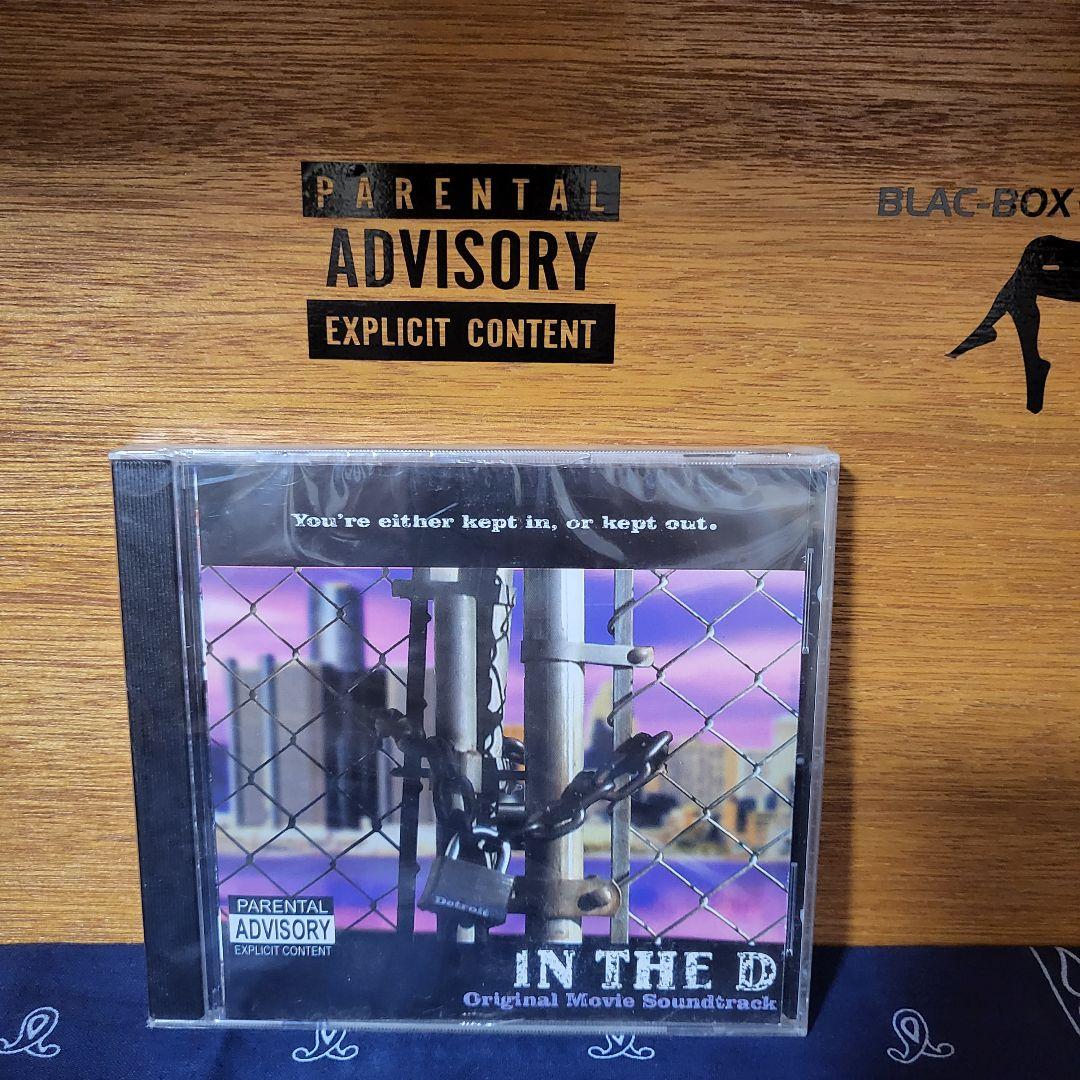 PARENTAL
ADVISORY
EXPLICIT CONTENT
BLAC-BOX
You're either kept in, or kept out.
Detroit
PARENTAL
ADVISORY
EXPLICIT CONTENT
IN THE D
Original Movie Soundtrack